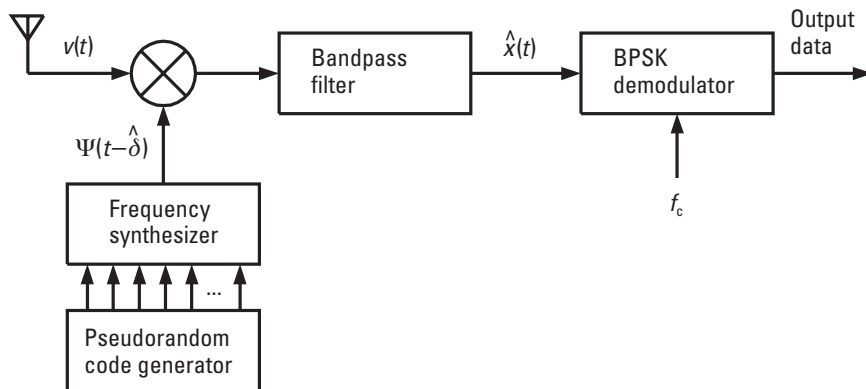 Output
data
v(t)
Bandpass
filter
x̂(t)
BPSK
demodulator
Ψ(t–δ̂)
f_c
Frequency
synthesizer
...
Pseudorandom
code generator